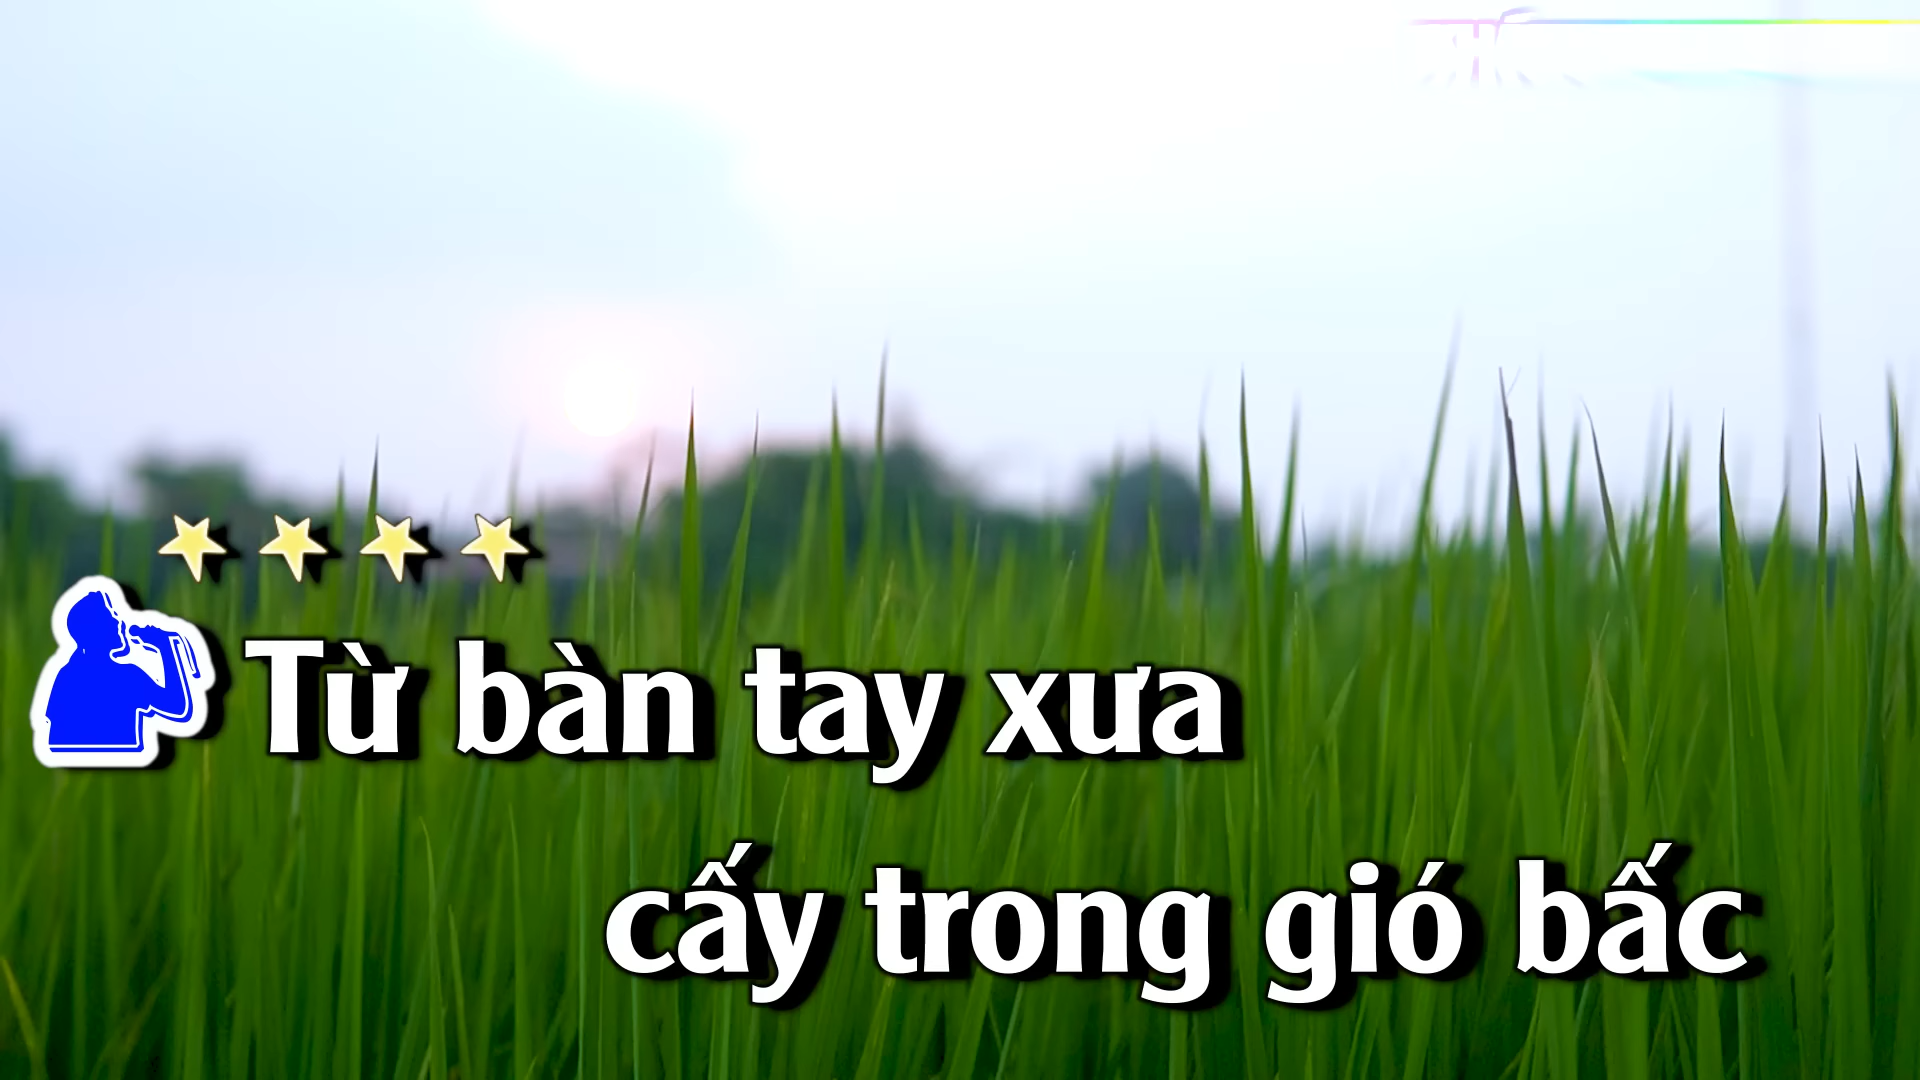 Từ bàn tay xưa
cấy trong gió bấc